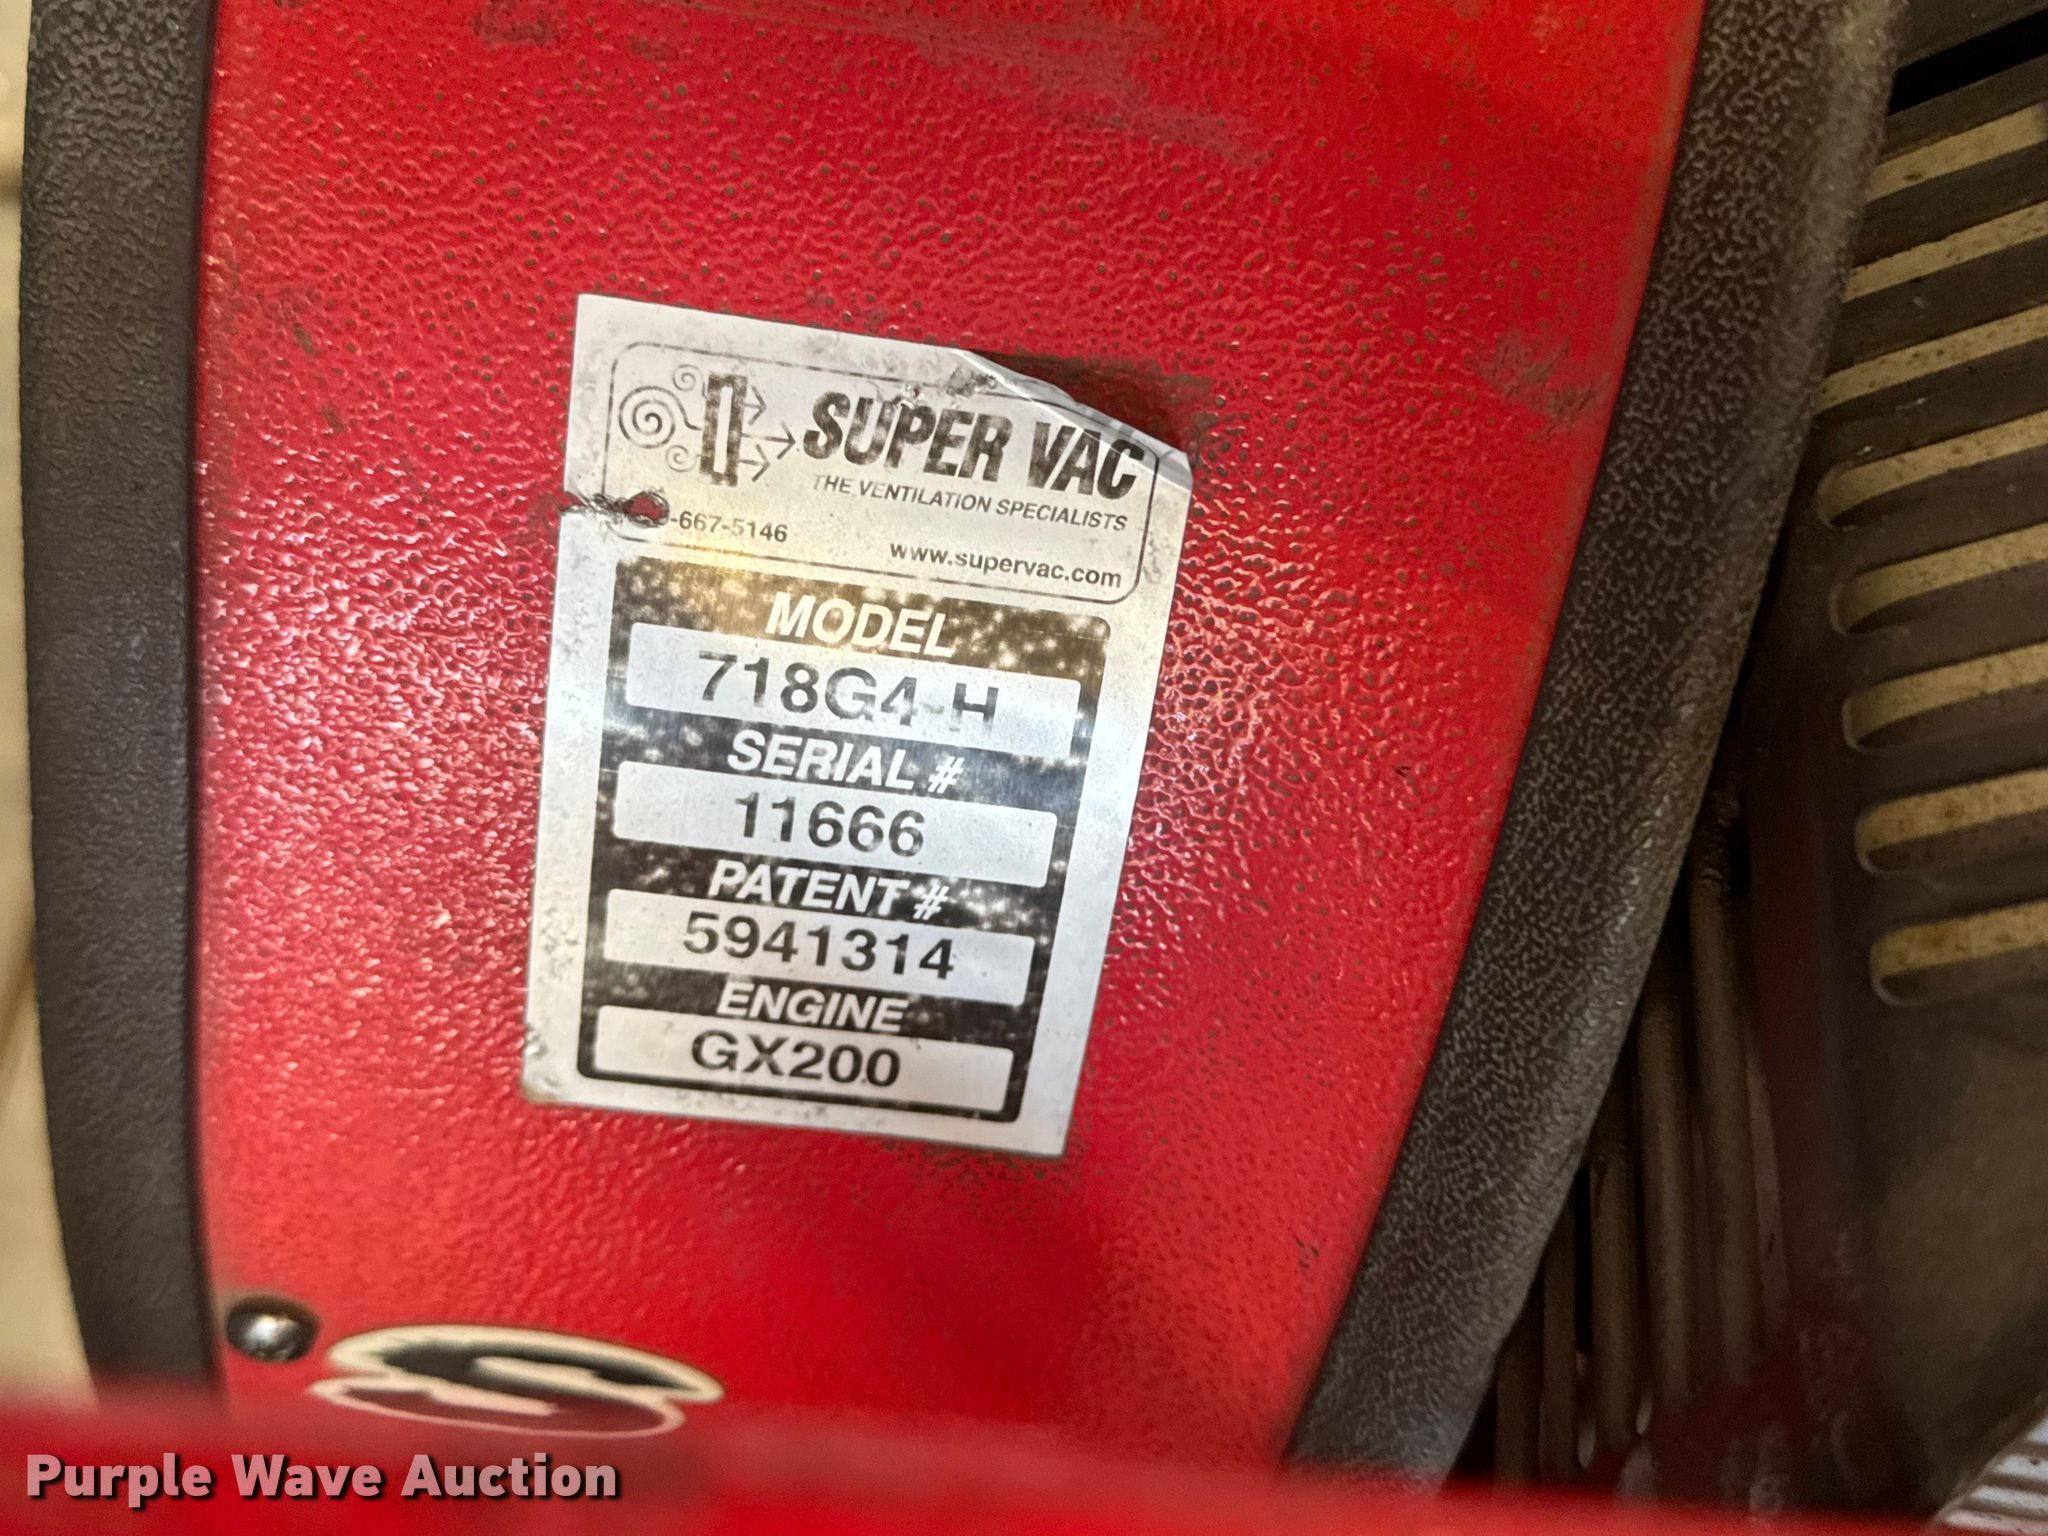 SUPER VAC
THE VENTILATION SPECIALISTS
-667-5146
www.supervac.com
MODEL
718G4-H
SERIAL #
11666
PATENT #
5941314
ENGINE
GX200
Purple Wave Auction